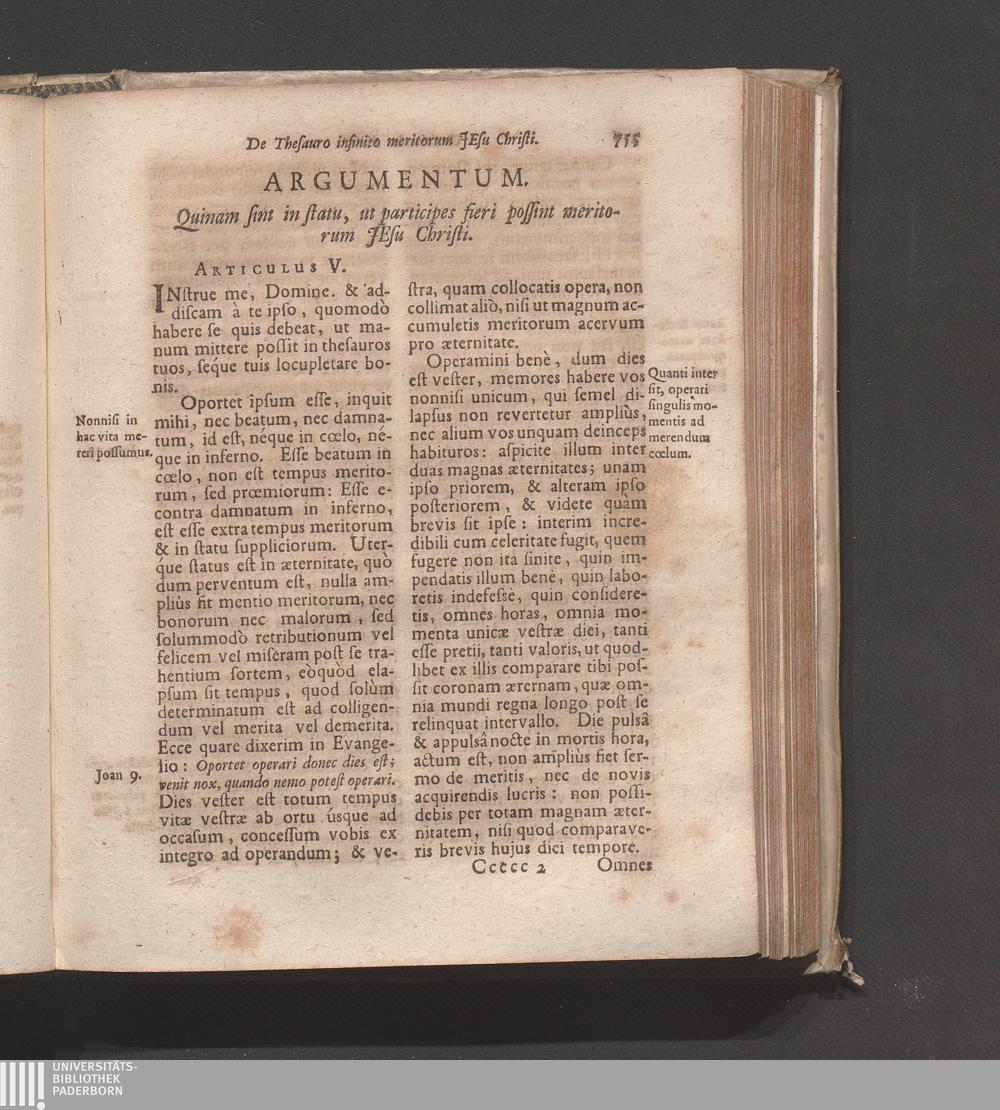 De Thesauro infinito meritorum JEsu Christi. 755
ARGUMENTUM.
Quinam sint in statu, ut participes fieri possint merito-
rum JEsu Christi.
ARTICULUS V.
INstrue me, Domine. & ad-
discam à te ipso, quomodò
habere se quis debeat, ut ma-
num mittere possit in thesauros
tuos, seq́ue tuis locupletare bo-
nis.
Oportet ipsum esse, inquit
mihi, nec beatum, nec damna-
tum, id est, néque in cœlo, né-
que in inferno. Esse beatum in
cœlo, non est tempus merito-
rum, sed prœmiorum: Esse e-
contra damnatum in inferno,
est esse extra tempus meritorum
& in statu suppliciorum. Uter-
q́ue status est in æternitate, quò
dum perventum est, nulla am-
pliùs fit mentio meritorum, nec
bonorum nec malorum, sed
solummodò retributionum vel
felicem vel miseram post se tra-
hentium sortem, eòquòd ela-
psum sit tempus, quod solùm
determinatum est ad colligen-
dum vel merita vel demerita.
Ecce quare dixerim in Evange-
lio: Oportet operari donec dies est;
venit nox, quando nemo potest operari.
Dies vester est totum tempus
vitæ vestræ ab ortu úsque ad
occasum, concessum vobis ex
integro ad operandum; & ve-
Nonnisi in
hac vita me-
reri possumus.
Joan 9.
stra, quam collocatis opera, non
collimat aliò, nisi ut magnum ac-
cumuletis meritorum acervum
pro æternitate.
Operamini benè, dum dies
est vester, memores habere vos
nonnisi unicum, qui semel di-
lapsus non revertetur ampliùs,
nec alium vos unquam deinceps
habituros: aspicite illum inter
duas magnas æternitates; unam
ipso priorem, & alteram ipso
posteriorem, & videte quàm
brevis sit ipse: interim incre-
dibili cum celeritate fugit, quem
fugere non ita sinite, quin im-
pendatis illum benè, quin labo-
retis indefessè, quin considere-
tis, omnes horas, omnia mo-
menta unicæ vestræ diei, tanti
esse pretii, tanti valoris, ut quod-
libet ex illis comparare tibi pos-
sit coronam ærernam, quæ om-
nia mundi regna longo post se
relinquat intervallo. Die pulsâ
& appulsâ nocte in mortis hora,
actum est, non ampliùs fiet ser-
mo de meritis, nec de novis
acquirendis lucris: non possi-
debis per totam magnam æter-
nitatem, nisi quod comparave-
ris brevis hujus diei tempore.
Quanti inter
sit, operari
singulis mo-
mentis ad
merendum
cœlum.
Ccccc 2 Omnes
UNIVERSITÄTS-
BIBLIOTHEK
PADERBORN